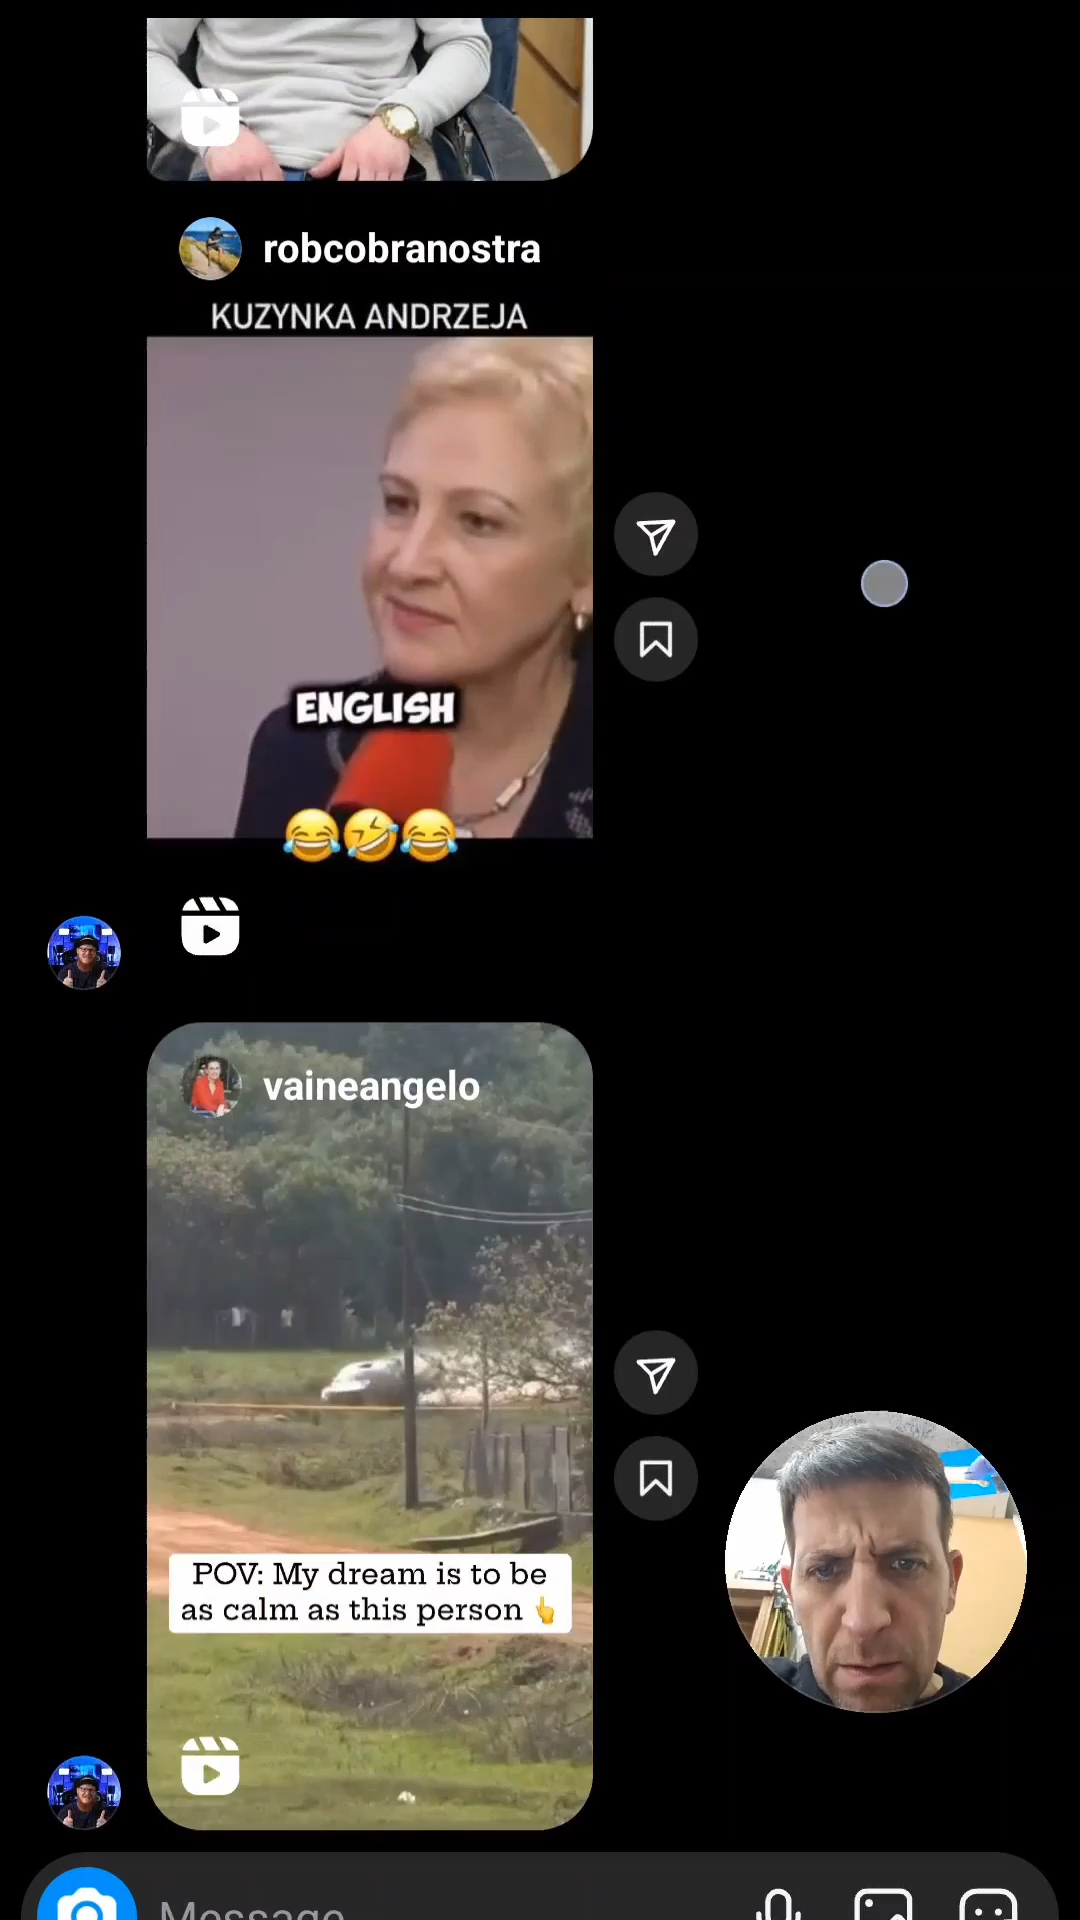 robcobranostra
KUZYNKA ANDRZEJA
ENGLISH
vaineangelo
POV: My dream is to be
as calm as this person
Message